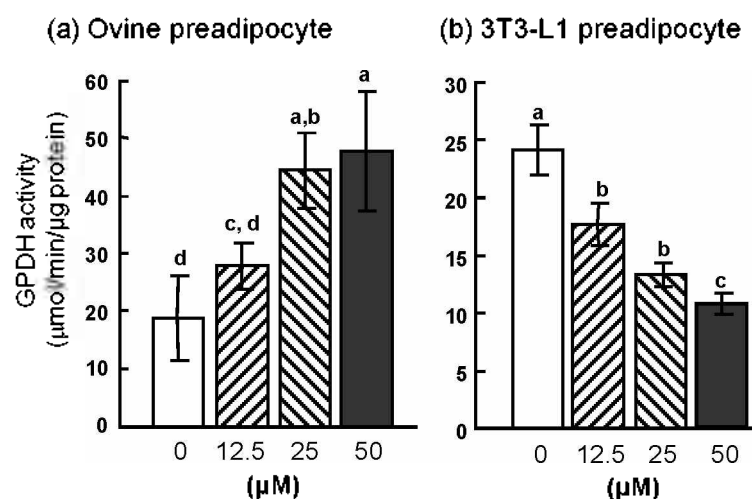 (a) Ovine preadipocyte
GPDH activity
(µmol/min/µg protein)
60
50
40
30
20
10
0
d
c, d
a,b
a
0 12.5 25 50
(µM)
(b) 3T3-L1 preadipocyte
30
25
20
15
10
5
0
a
b
b
c
0 12.5 25 50
(µM)